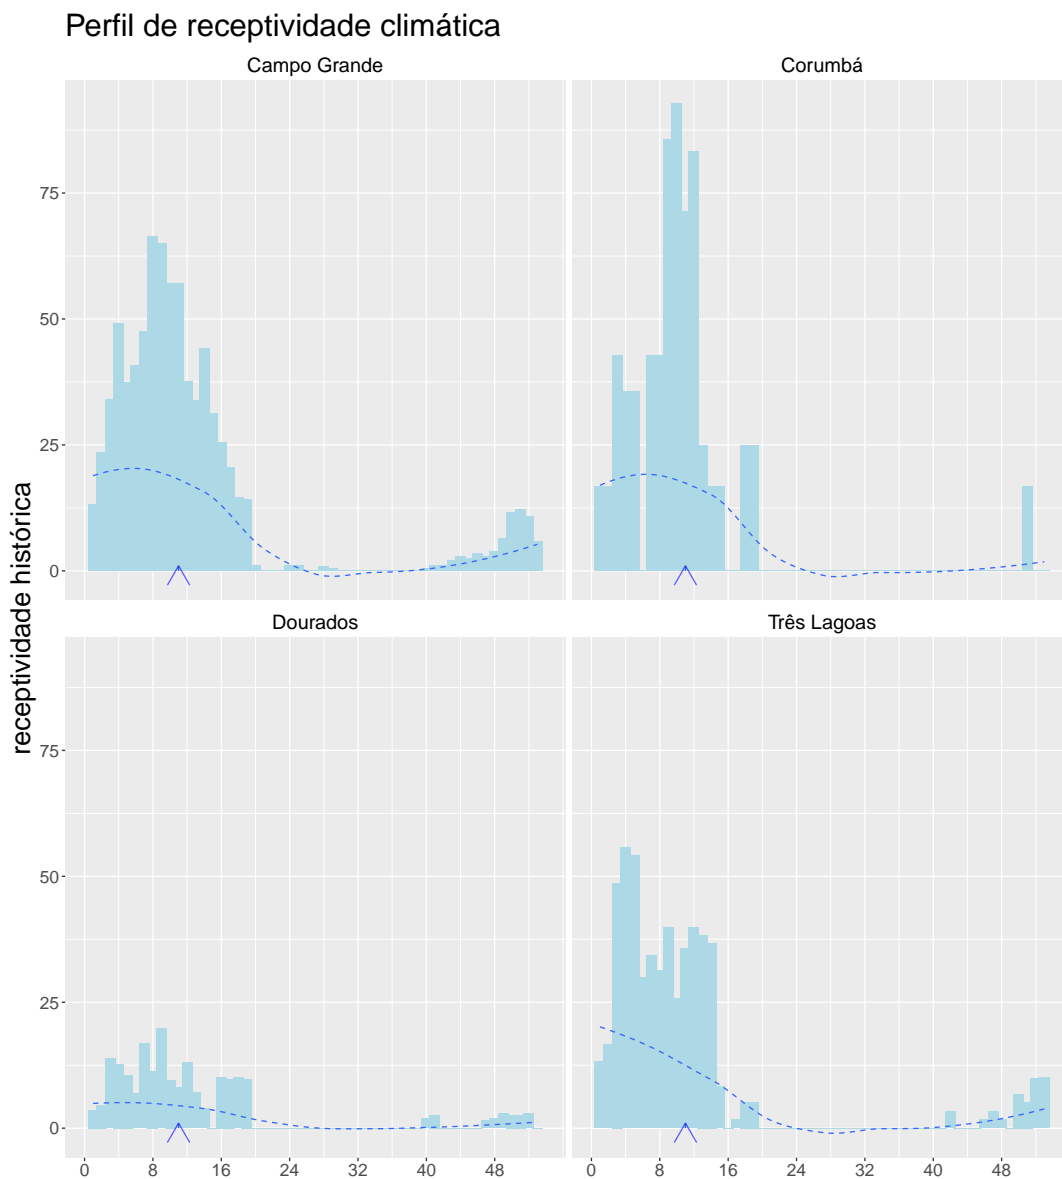 Perfil de receptividade climática
Campo Grande
Corumbá
75
50
25
0
receptividade histórica
Dourados
Três Lagoas
75
50
25
0
0 8 16 24 32 40 48
0 8 16 24 32 40 48